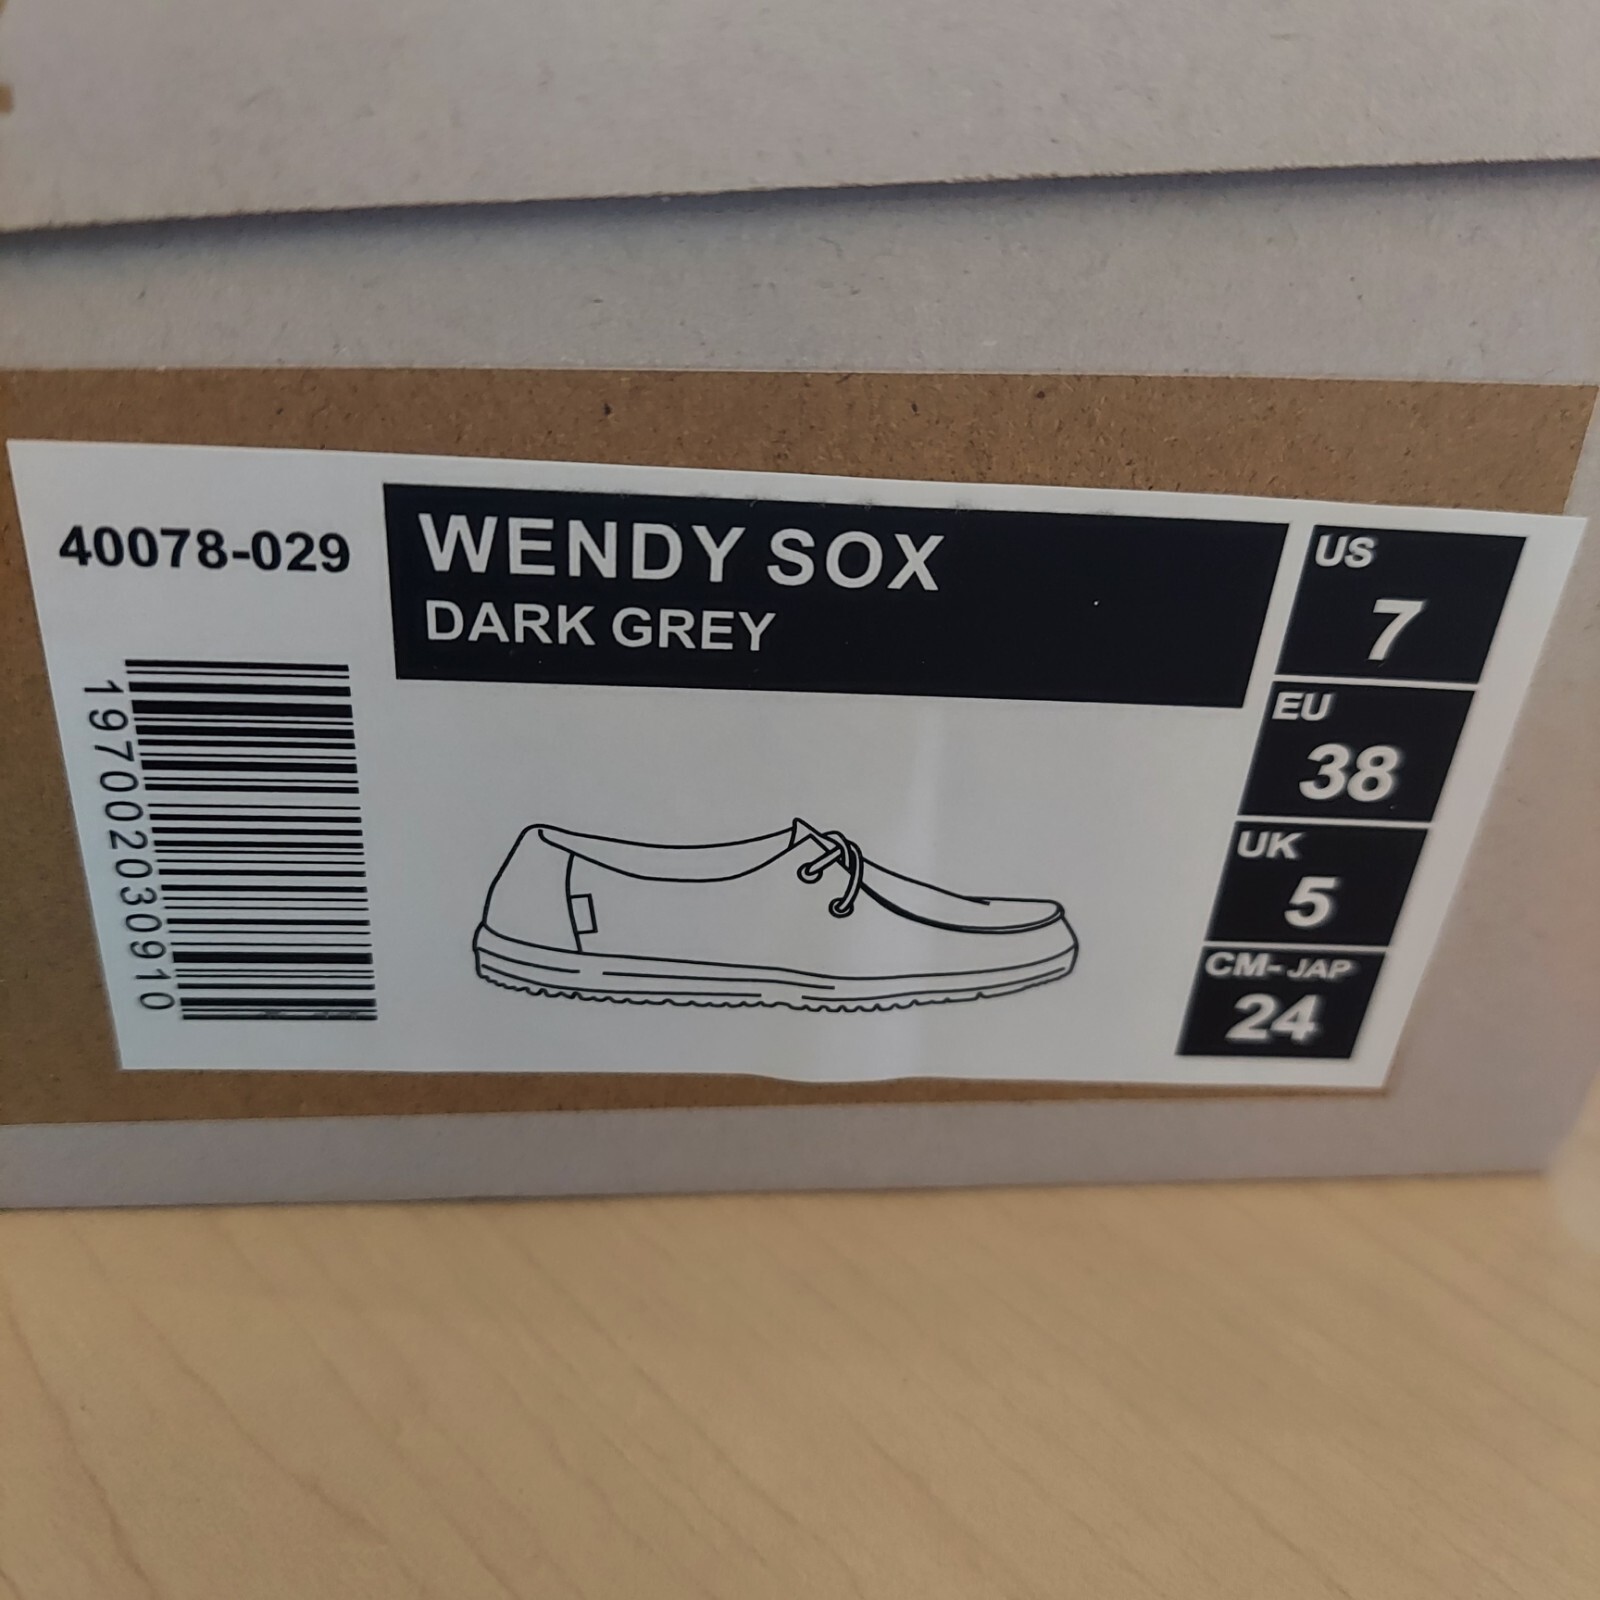 40078-029
197002030910
WENDY SOX
DARK GREY
US
7
EU
38
UK
5
CM-JAP
24